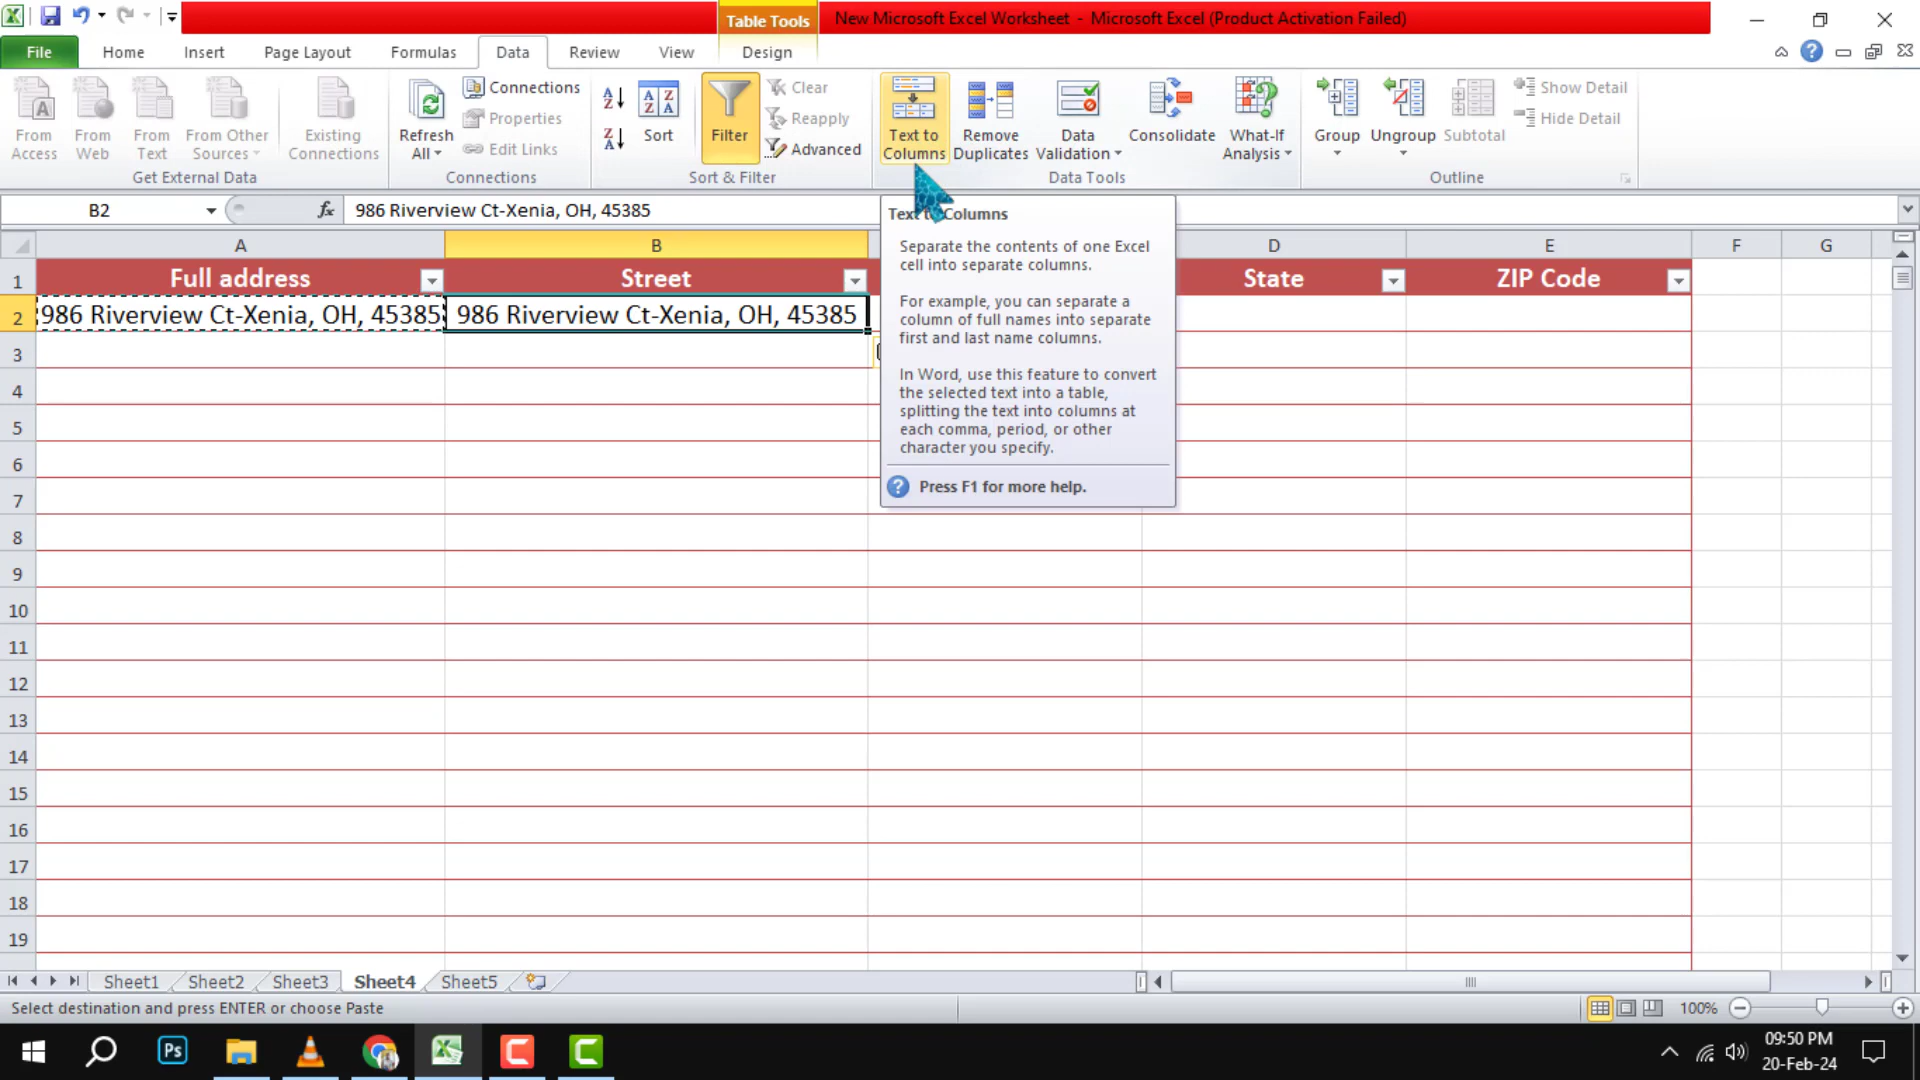 Table Tools
New Microsoft Excel Worksheet - Microsoft Excel (Product Activation Failed)
File Home Insert Page Layout Formulas Data Review View Design
From Access
From Web
From Text
From Other Sources
Existing Connections
Get External Data
Refresh All
Connections
Properties
Edit Links
Connections
Sort
Filter
Clear
Reapply
Advanced
Sort & Filter
Text to Columns
Remove Duplicates
Data Validation
Consolidate
What-If Analysis
Data Tools
Group
Ungroup
Subtotal
Show Detail
Hide Detail
Outline
B2 fx 986 Riverview Ct-Xenia, OH, 45385
A B D E F G
1 Full address Street State ZIP Code
2 986 Riverview Ct-Xenia, OH, 45385 986 Riverview Ct-Xenia, OH, 45385
3
4
5
6
7
8
9
10
11
12
13
14
15
16
17
18
19
Text to Columns
Separate the contents of one Excel
cell into separate columns.
For example, you can separate a
column of full names into separate
first and last name columns.
In Word, use this feature to convert
the selected text into a table,
splitting the text into columns at
each comma, period, or other
character you specify.
Press F1 for more help.
Sheet1 Sheet2 Sheet3 Sheet4 Sheet5
Select destination and press ENTER or choose Paste
100%
Ps
09:50 PM
20-Feb-24